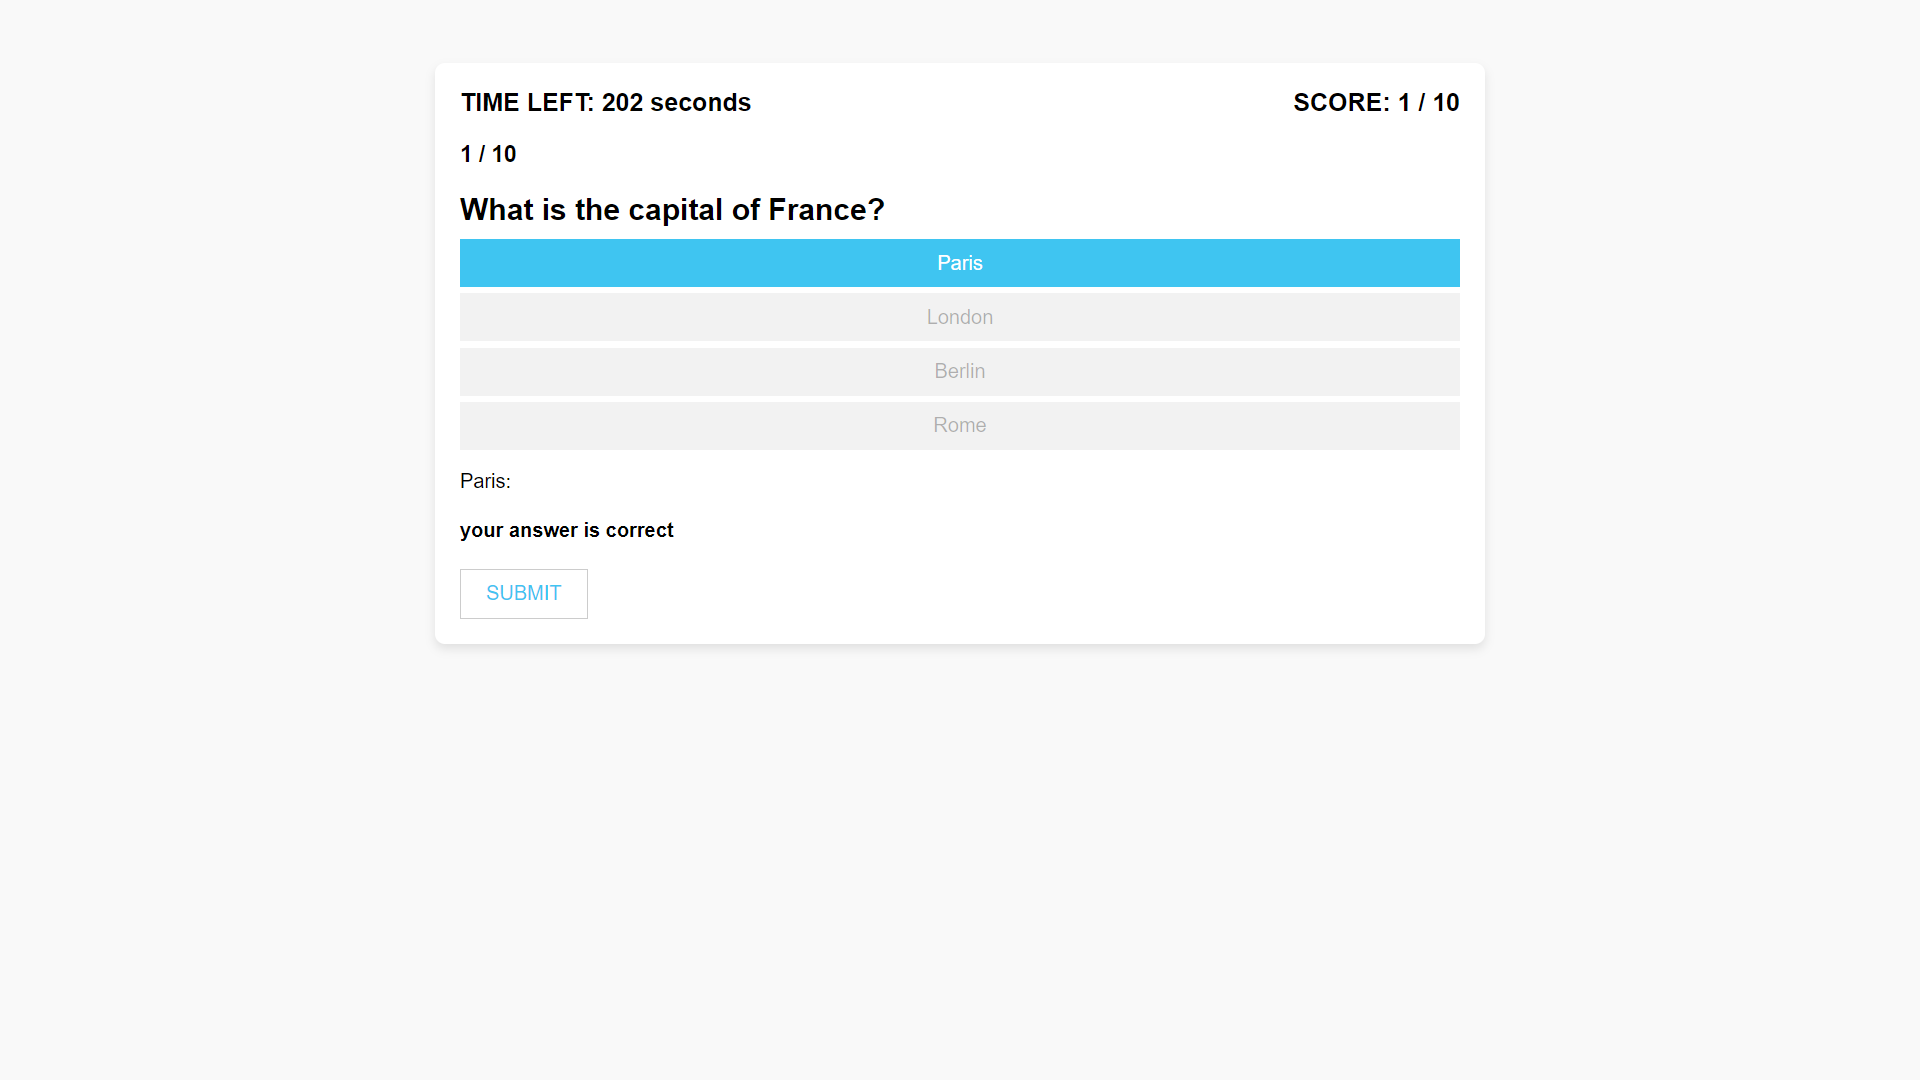 TIME LEFT: 202 seconds
SCORE: 1 / 10
1 / 10
What is the capital of France?
Paris
London
Berlin
Rome
Paris:
your answer is correct
SUBMIT